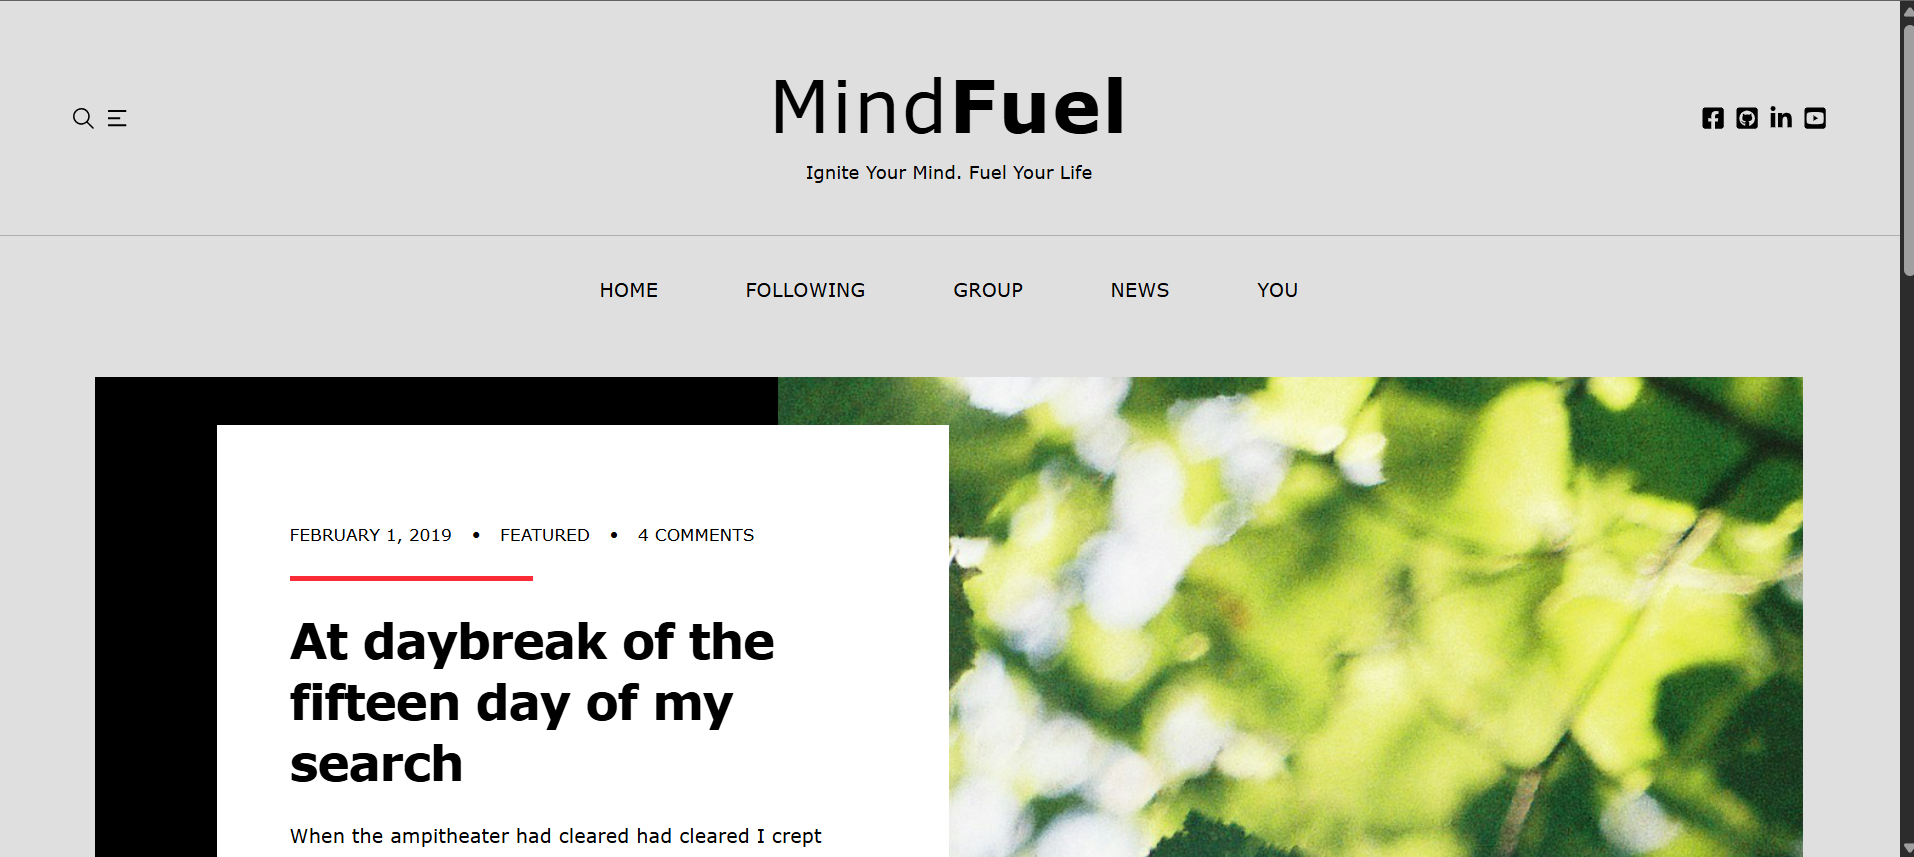 MindFuel
Ignite Your Mind. Fuel Your Life
HOME FOLLOWING GROUP NEWS YOU
FEBRUARY 1, 2019 • FEATURED • 4 COMMENTS
At daybreak of the
fifteen day of my
search
When the ampitheater had cleared had cleared I crept